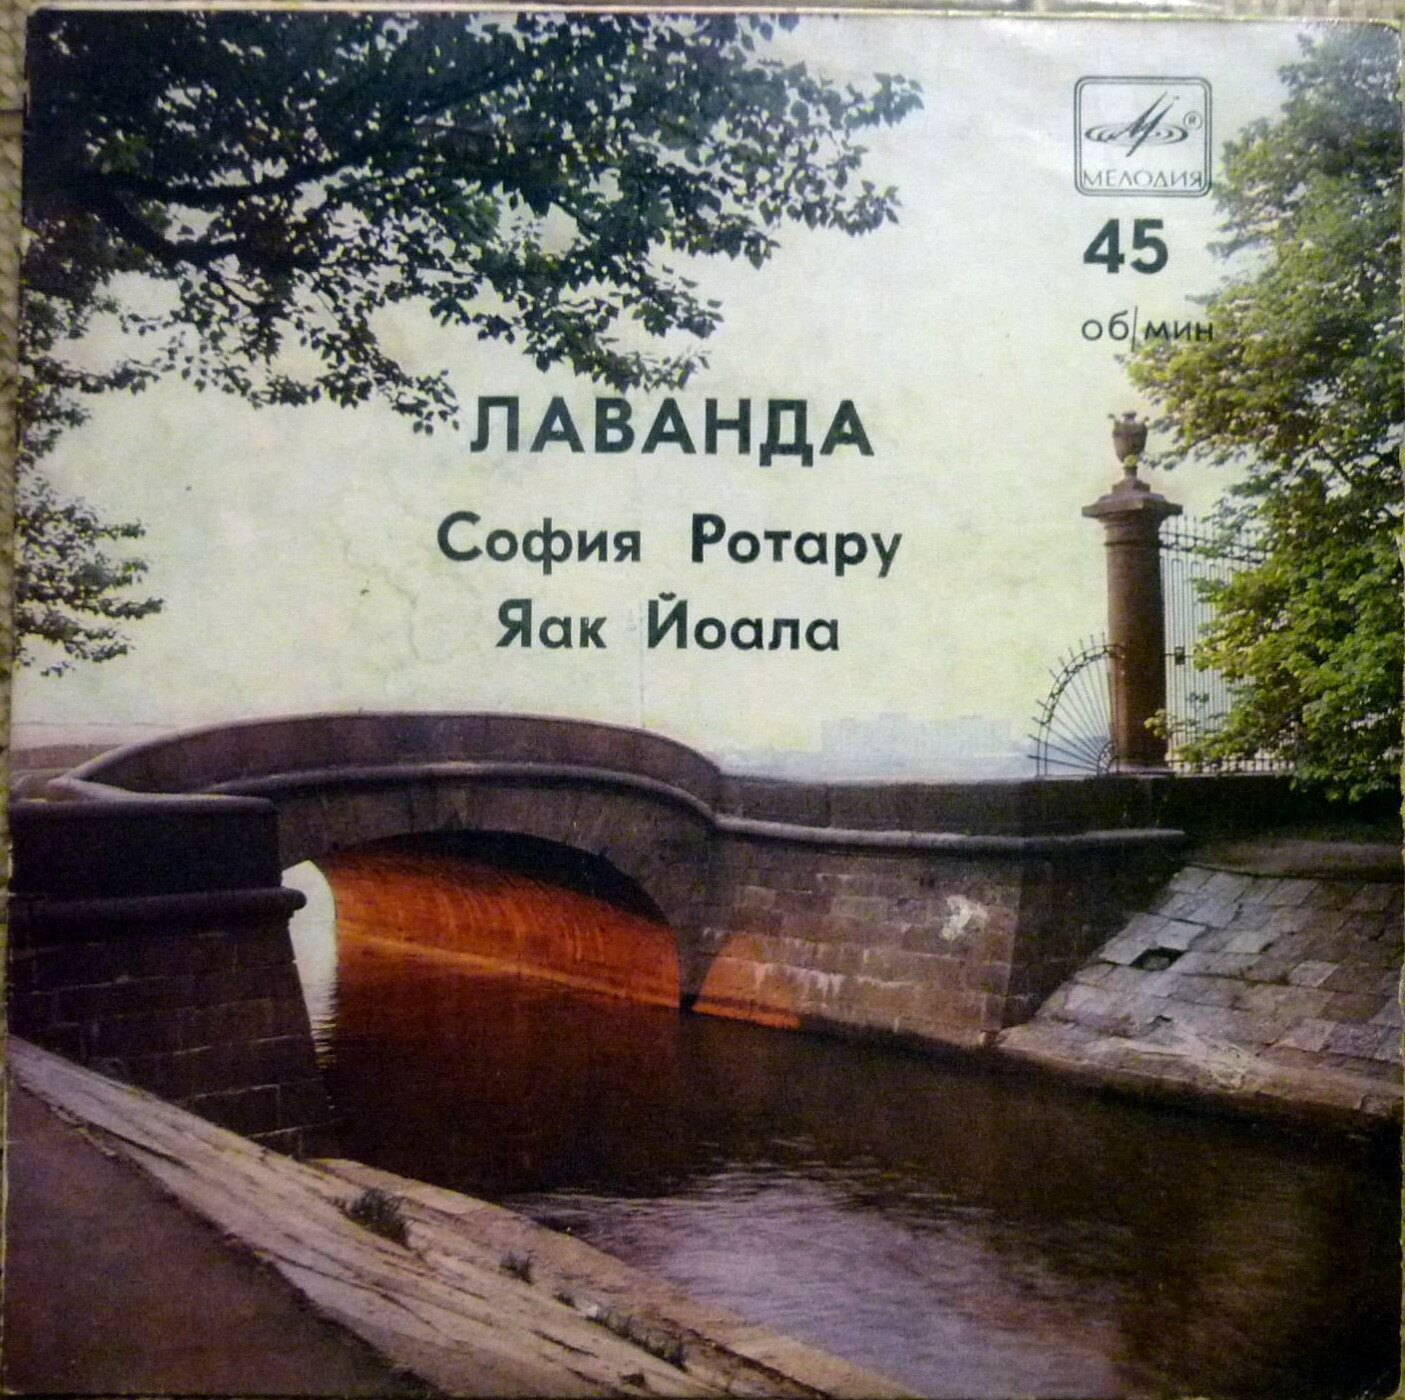 МЕЛОДИЯ
45
об/мин
ЛАВАНДА
София Ротару
Яак Йоала